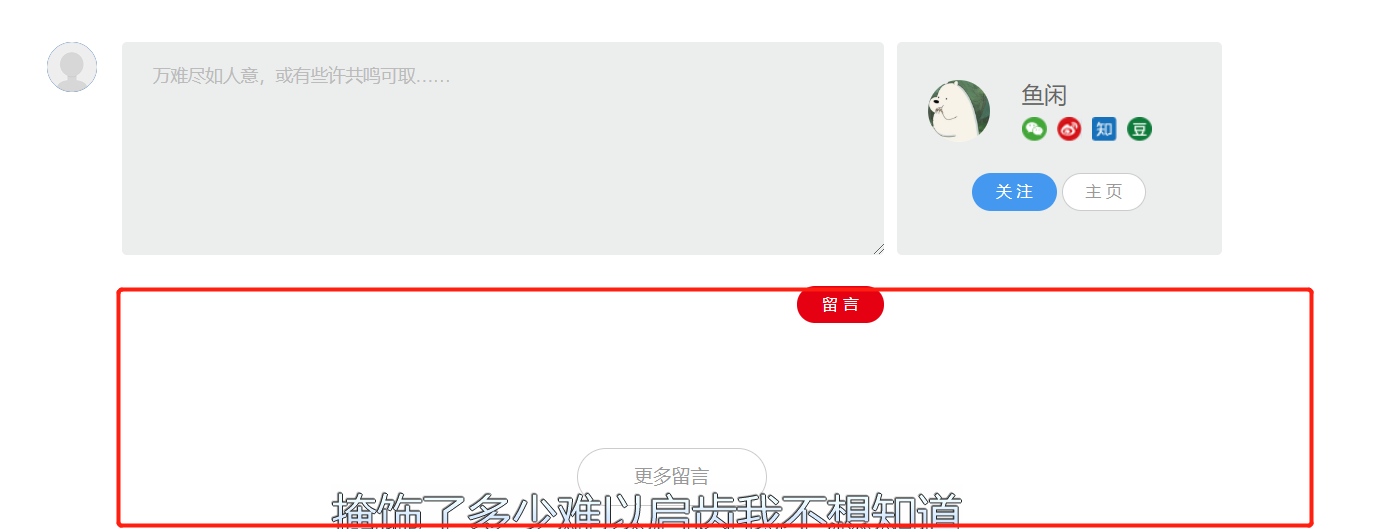 万难尽如人意，或有些许共鸣可取……
鱼闲
知 豆
关 注
主 页
留 言
更多留言
掩饰了多少难以启齿我不想知道